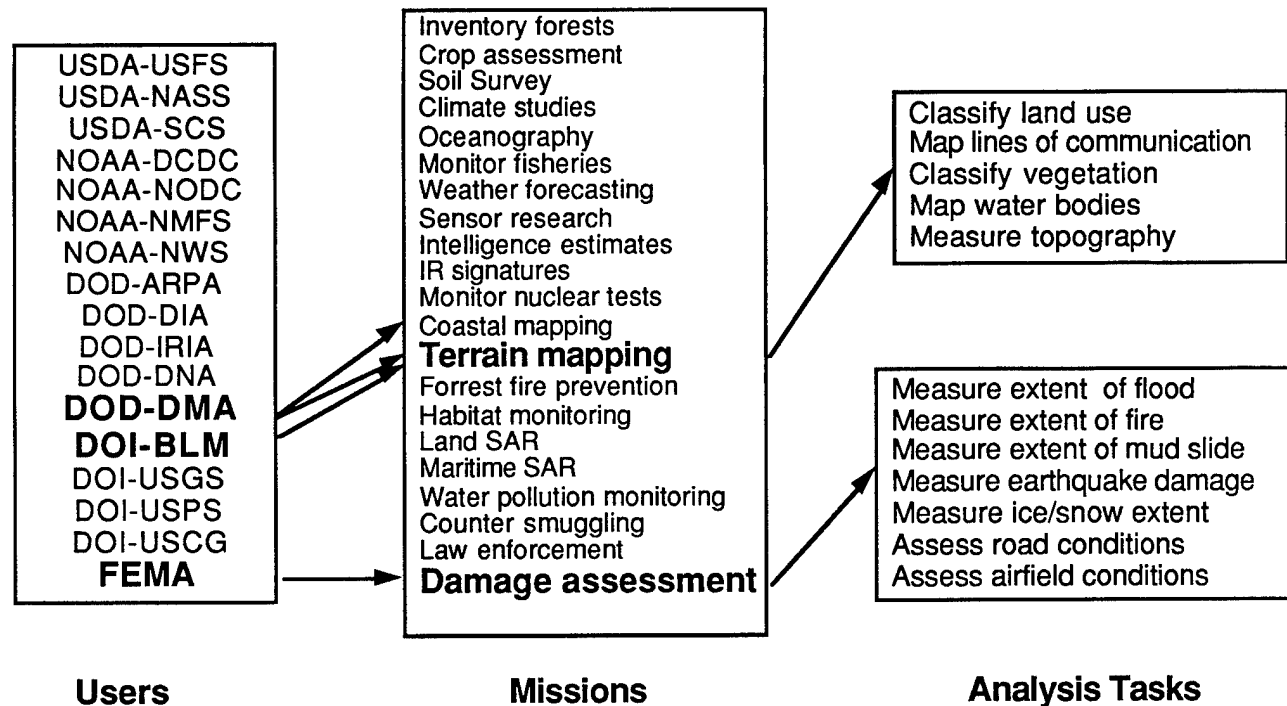 USDA-USFS
USDA-NASS
USDA-SCS
NOAA-DCDC
NOAA-NODC
NOAA-NMFS
NOAA-NWS
DOD-ARPA
DOD-DIA
DOD-IRIA
DOD-DNA
DOD-DMA
DOI-BLM
DOI-USGS
DOI-USPS
DOI-USCG
FEMA
Users
Inventory forests
Crop assessment
Soil Survey
Climate studies
Oceanography
Monitor fisheries
Weather forecasting
Sensor research
Intelligence estimates
IR signatures
Monitor nuclear tests
Coastal mapping
Terrain mapping
Forrest fire prevention
Habitat monitoring
Land SAR
Maritime SAR
Water pollution monitoring
Counter smuggling
Law enforcement
Damage assessment
Missions
Classify land use
Map lines of communication
Classify vegetation
Map water bodies
Measure topography
Measure extent of flood
Measure extent of fire
Measure extent of mud slide
Measure earthquake damage
Measure ice/snow extent
Assess road conditions
Assess airfield conditions
Analysis Tasks